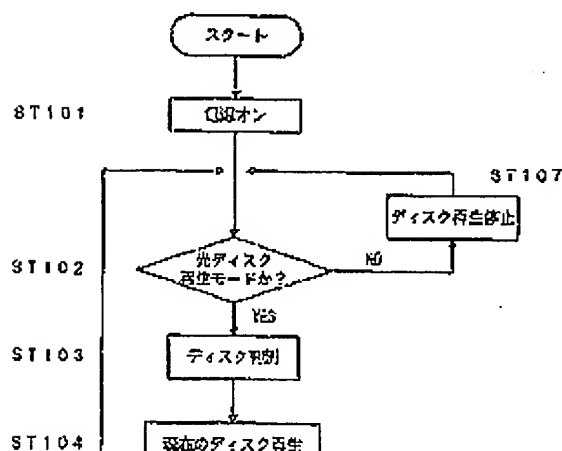 スタート
ST101
電源オン
ST107
ディスク再生停止
ST102
光ディスク
再生モードか?
NO
YES
ST103
ディスク判別
ST104
現在のディスク再生